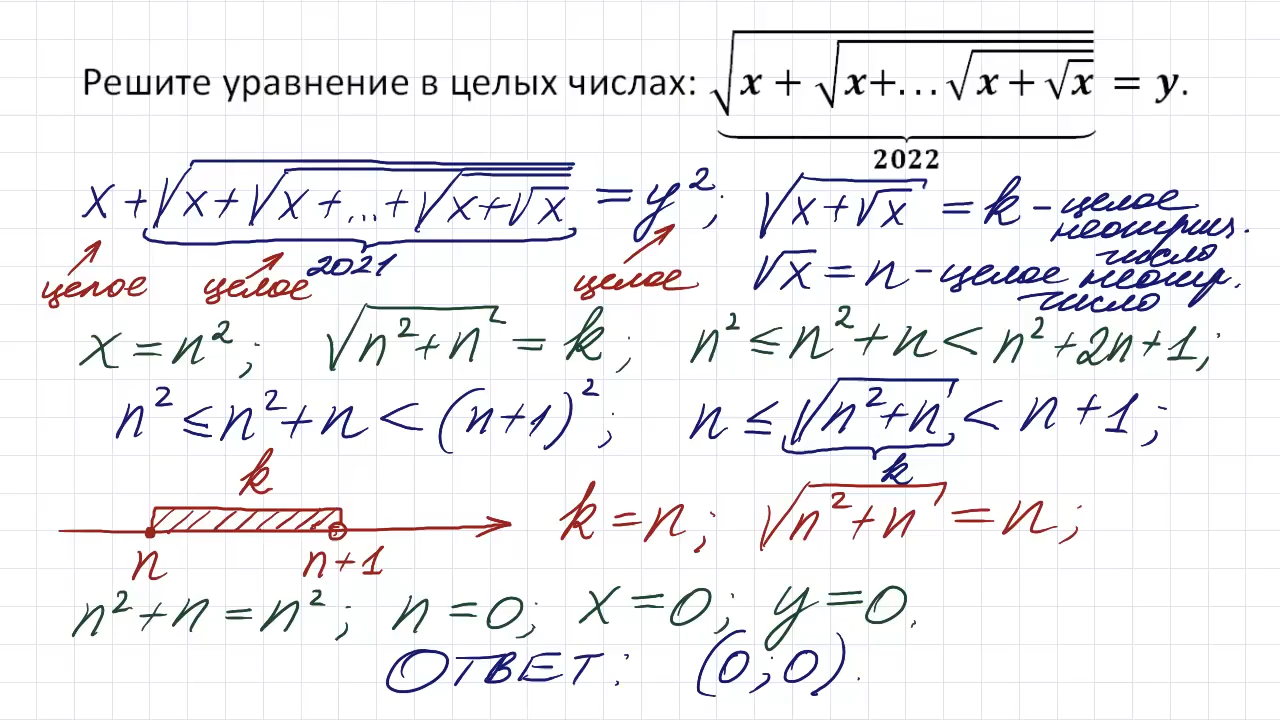 Решите уравнение в целых числах: √(x + √(x+…√(x + √x))) = y.
2022
x + √(x + √(x + ... + √(x + √x))) = y²; √(x + √x) = k – целое неотриц. число
2021
целое целое целое
√x = n – целое неотр. число
x = n²; √(n² + n) = k; n² ≤ n² + n < n² + 2n + 1;
n² ≤ n² + n < (n+1)²; n ≤ √(n² + n) < n + 1;
k
k
n n+1
k = n; √(n² + n) = n;
n² + n = n²; n = 0; x = 0; y = 0.
ОТВЕТ: (0; 0).